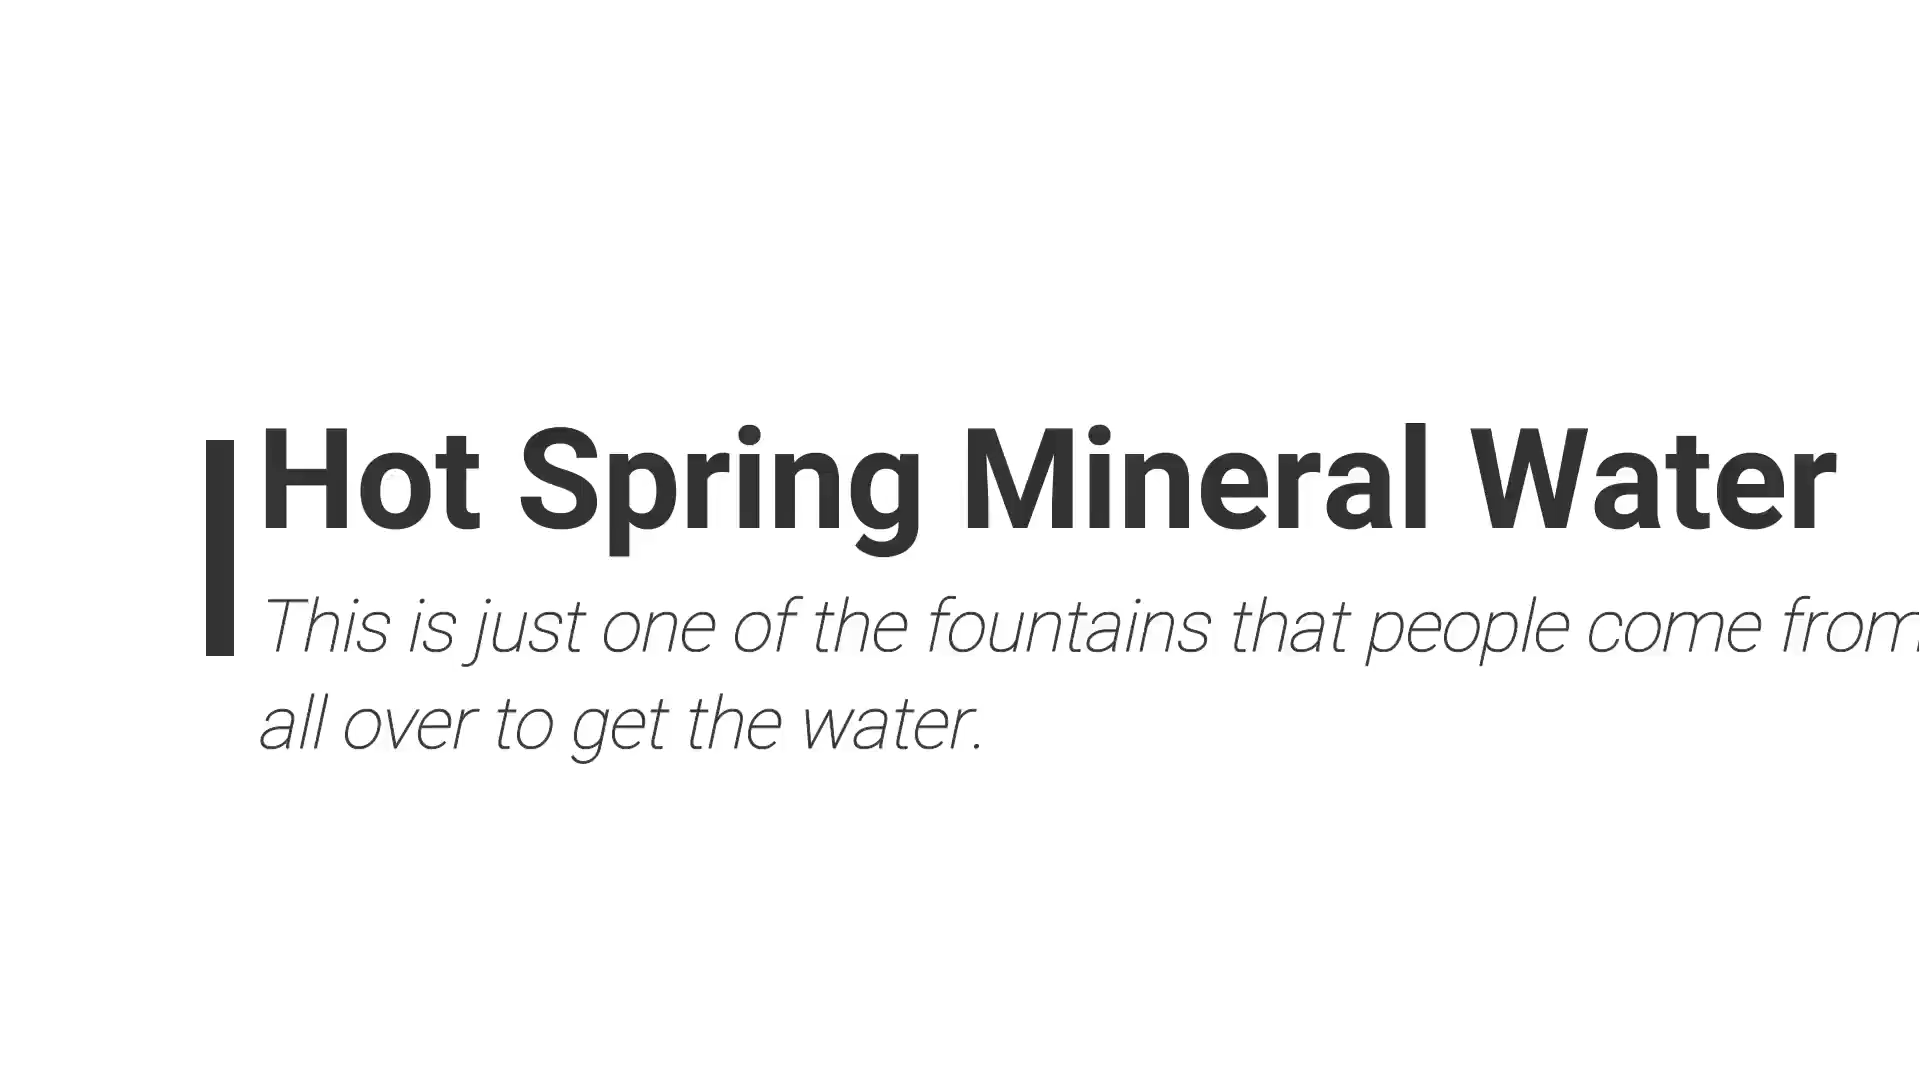 Hot Spring Mineral Water
This is just one of the fountains that people come from
all over to get the water.